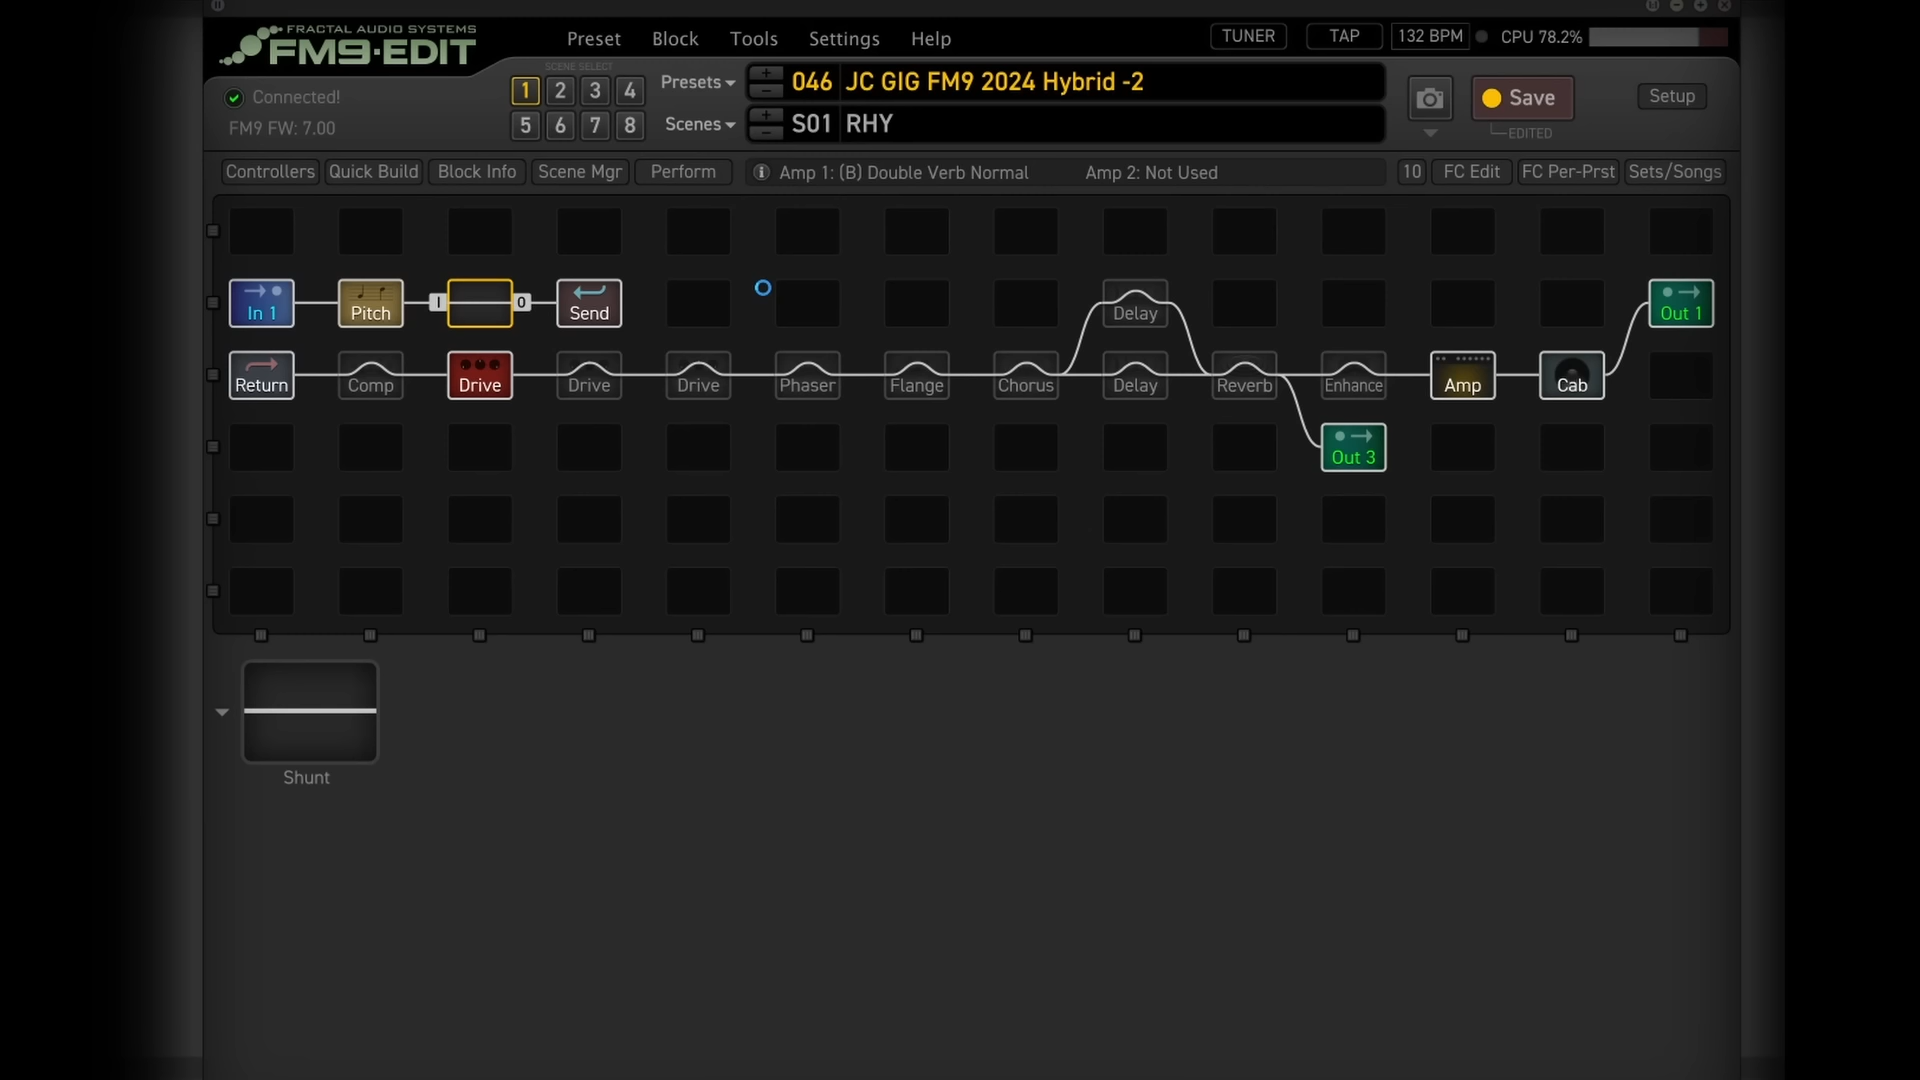 FRACTAL AUDIO SYSTEMS
FM9-EDIT
Preset Block Tools Settings Help
TUNER TAP 132 BPM CPU 78.2%
SCENE SELECT
Connected!
FM9 FW: 7.00
1 2 3 4
5 6 7 8
Presets 046 JC GIG FM9 2024 Hybrid -2
Scenes S01 RHY
Save
EDITED
Setup
Controllers Quick Build Block Info Scene Mgr Perform
Amp 1: (B) Double Verb Normal Amp 2: Not Used
10 FC Edit FC Per-Prst Sets/Songs
In 1 Pitch I O Send Delay Out 1
Return Comp Drive Drive Drive Phaser Flange Chorus Delay Reverb Enhance Amp Cab
Out 3
Shunt